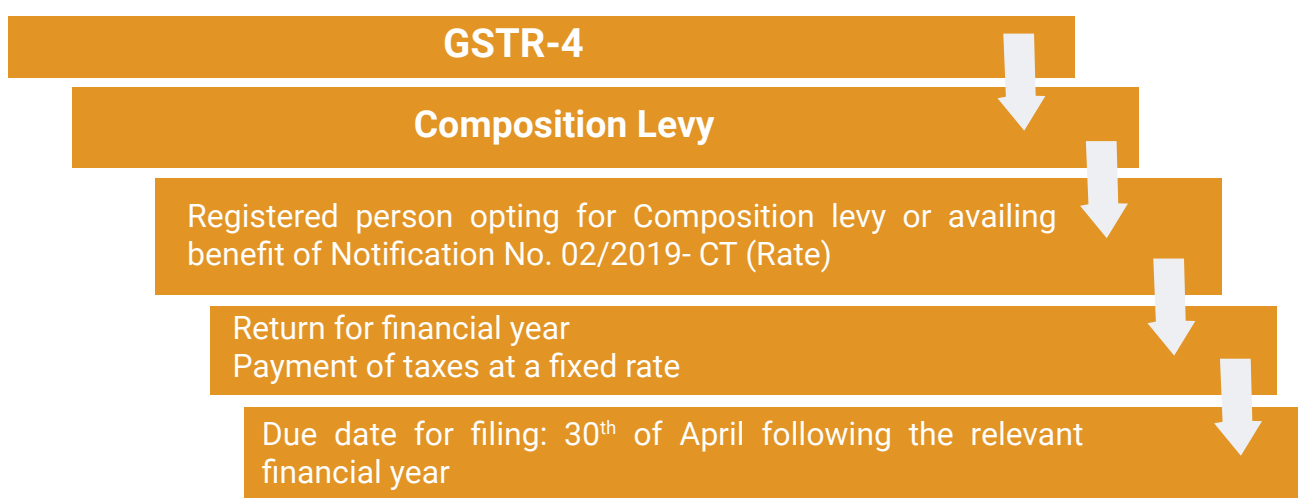 GSTR-4
Composition Levy
Registered person opting for Composition levy or availing
benefit of Notification No. 02/2019- CT (Rate)
Return for financial year
Payment of taxes at a fixed rate
Due date for filing: 30th of April following the relevant
financial year